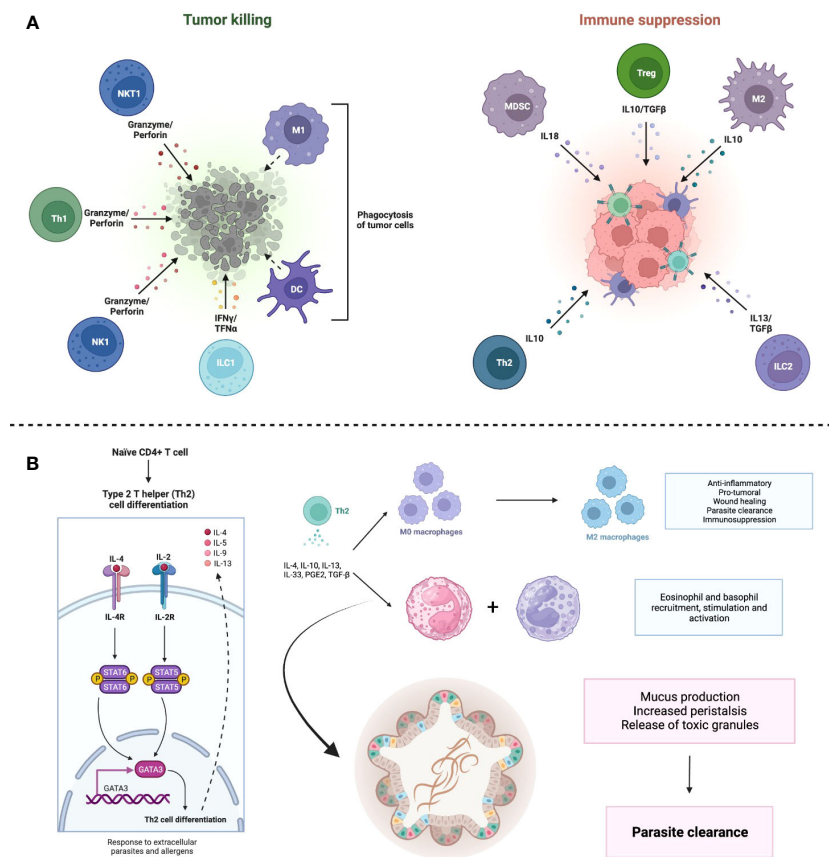 A
Tumor killing
Immune suppression
NKT1
Granzyme/
Perforin
M1
Th1
Granzyme/
Perforin
Phagocytosis
of tumor cells
Granzyme/
Perforin
DC
NK1
IFNγ/
TFNα
ILC1
Treg
MDSC
M2
IL10/TGFβ
IL18
IL10
IL10
IL13/
TGFβ
Th2
ILC2
B
Naïve CD4+ T cell
Type 2 T helper (Th2)
cell differentiation
IL-4
IL-5
IL-9
IL-13
IL-4
IL-2
IL-4R
IL-2R
P
STAT6
STAT6
P
P
STAT5
STAT5
P
GATA3
GATA3
Th2 cell differentiation
Response to extracellular
parasites and allergens
Th2
IL-4, IL-10, IL-13,
IL-33, PGE2, TGF-β
M0 macrophages
M2 macrophages
Anti-inflammatory
Pro-tumoral
Wound healing
Parasite clearance
Immunosuppression
+
Eosinophil and basophil
recruitment, stimulation and
activation
Mucus production
Increased peristalsis
Release of toxic granules
Parasite clearance